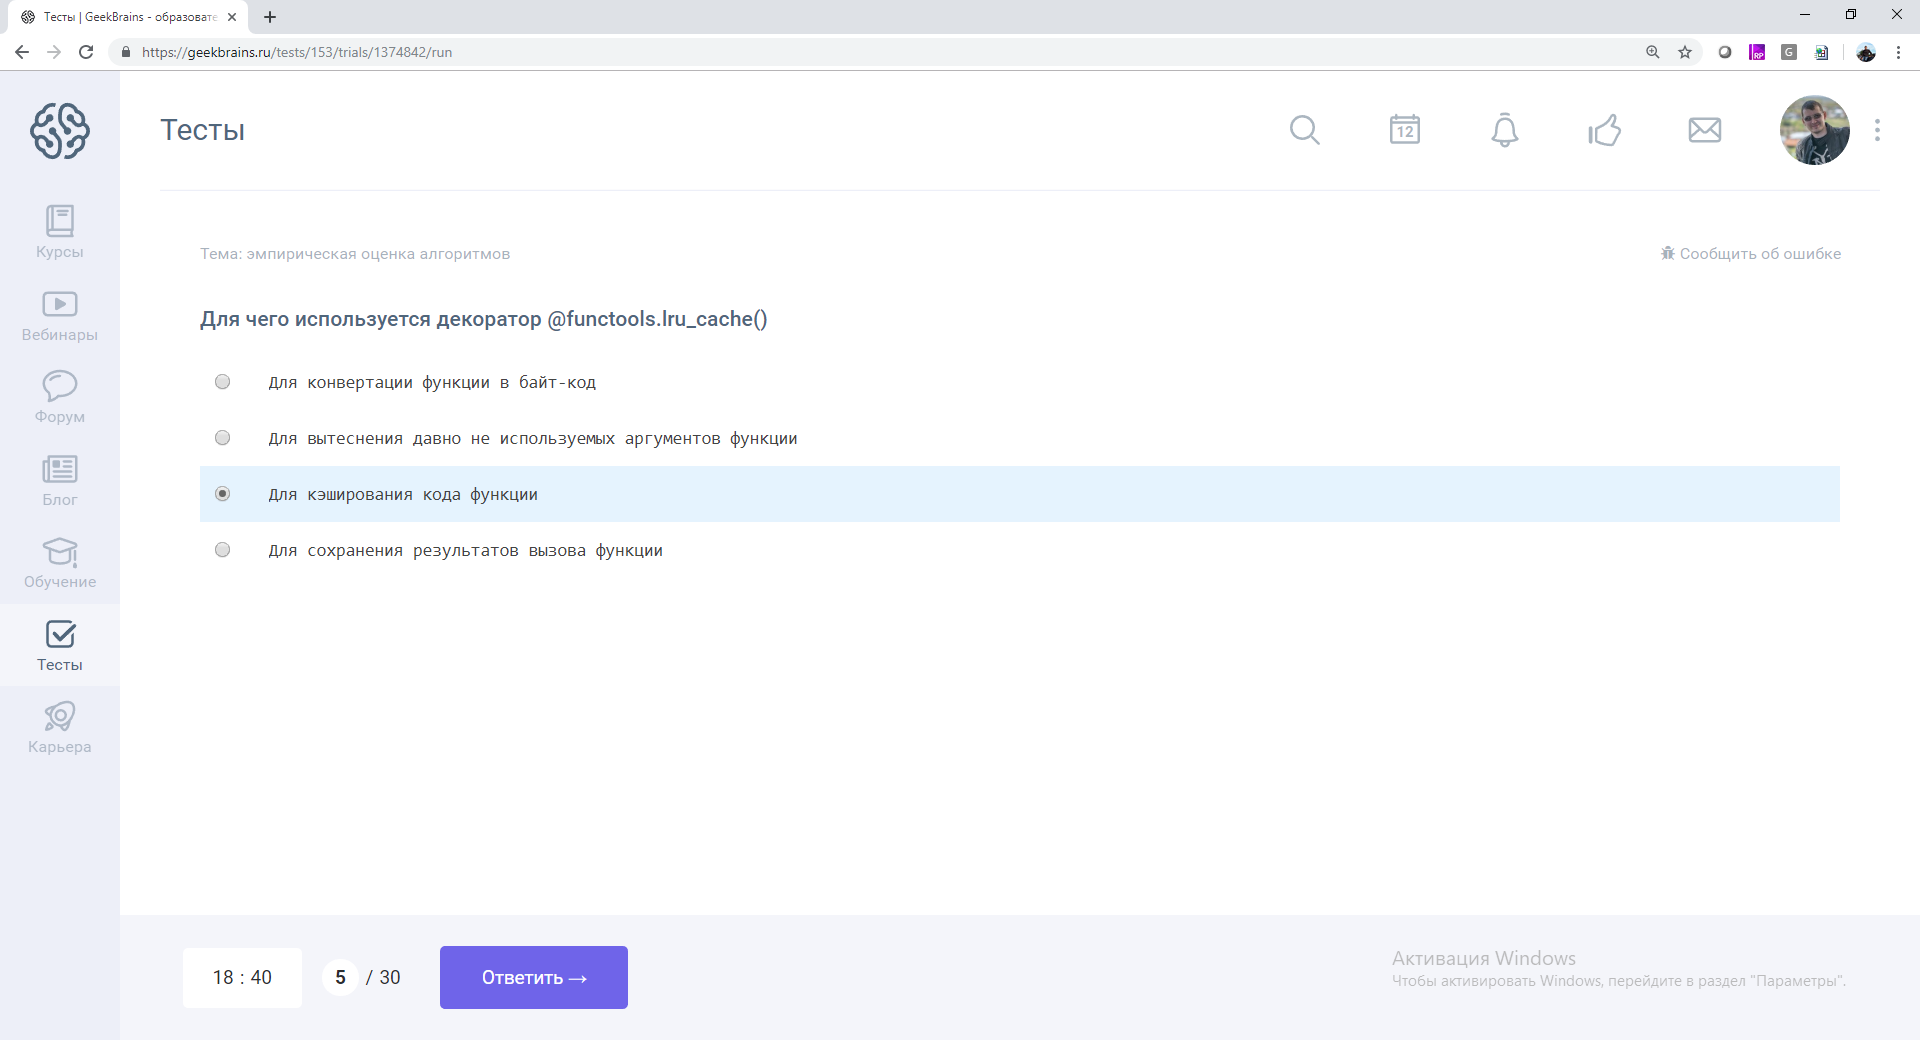 Тесты | GeekBrains - образовате
https://geekbrains.ru/tests/153/trials/1374842/run
RP
G
Тесты
12
Курсы
Вебинары
Форум
Блог
Обучение
Тесты
Карьера
Тема: эмпирическая оценка алгоритмов
Сообщить об ошибке
Для чего используется декоратор @functools.lru_cache()
Для конвертации функции в байт-код
Для вытеснения давно не используемых аргументов функции
Для кэширования кода функции
Для сохранения результатов вызова функции
18 : 40
5 / 30
Ответить →
Активация Windows
Чтобы активировать Windows, перейдите в раздел "Параметры".